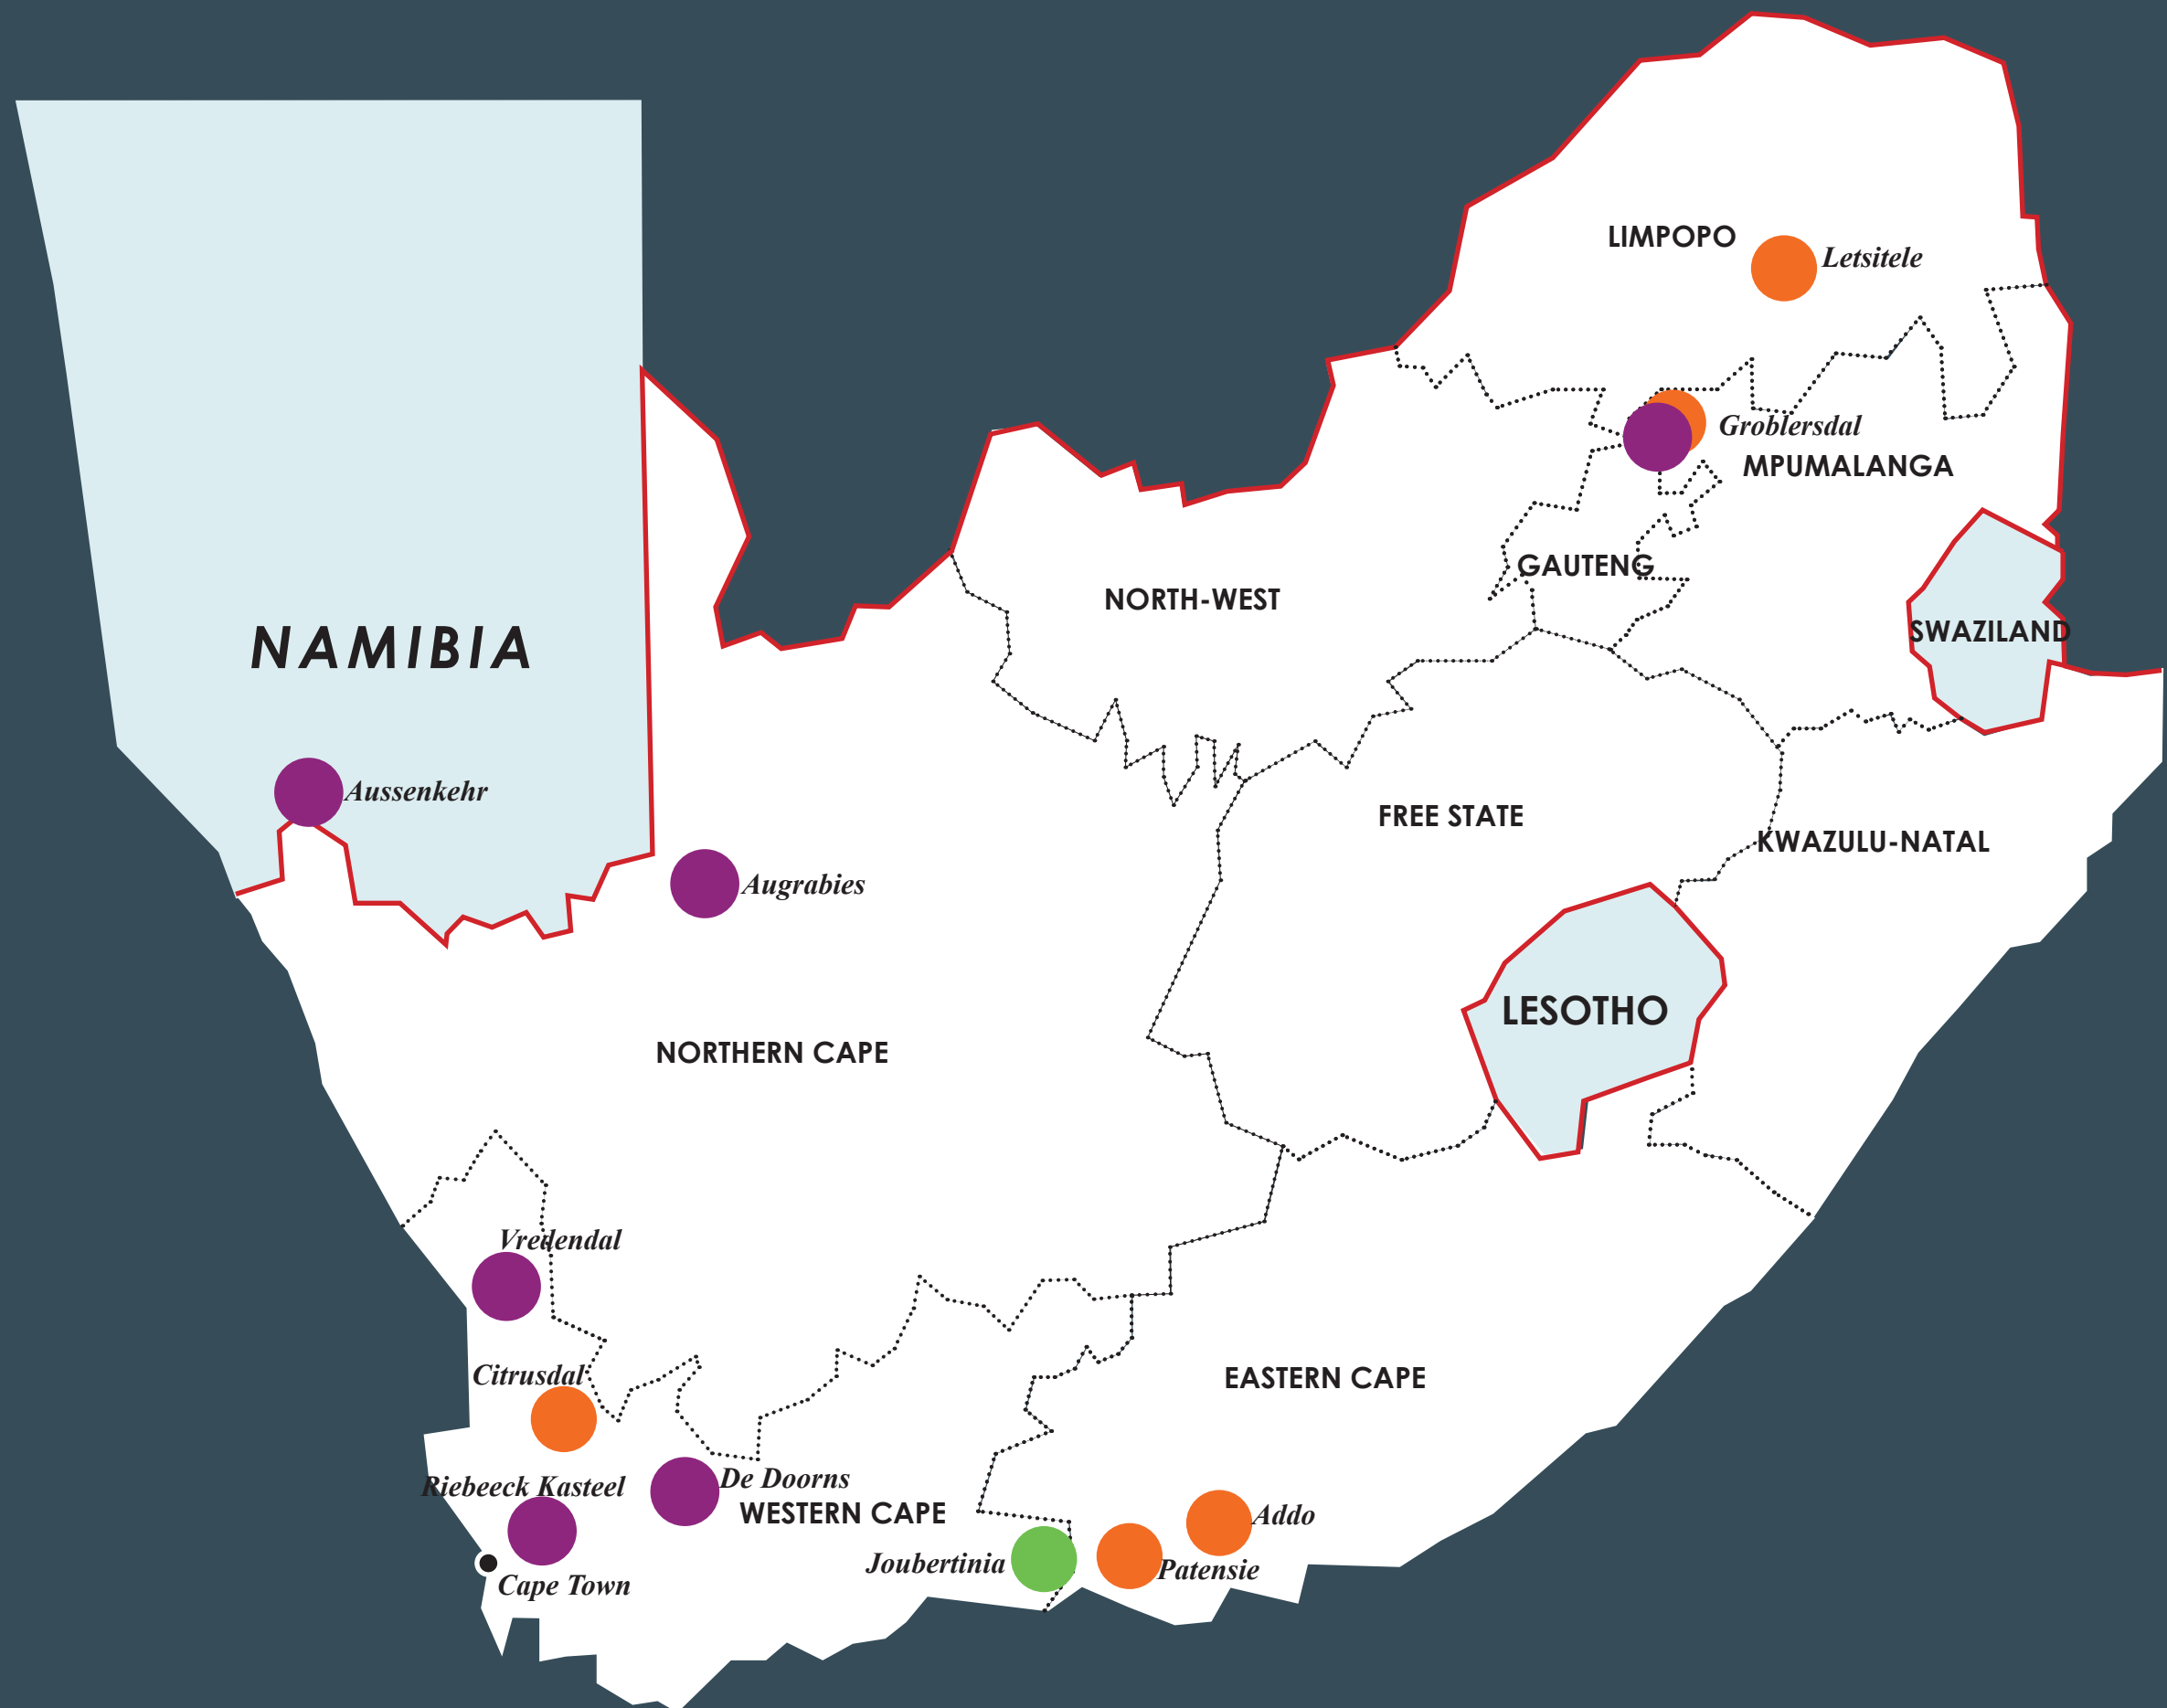 LIMPOPO
Letsitele
Groblersdal
MPUMALANGA
GAUTENG
NORTH-WEST
SWAZILAND
NAMIBIA
Aussenkehr
FREE STATE
KWAZULU-NATAL
Augrabies
LESOTHO
NORTHERN CAPE
Vredendal
Citrusdal
EASTERN CAPE
Riebeeck Kasteel
De Doorns
WESTERN CAPE
Addo
Joubertinia
Patensie
Cape Town